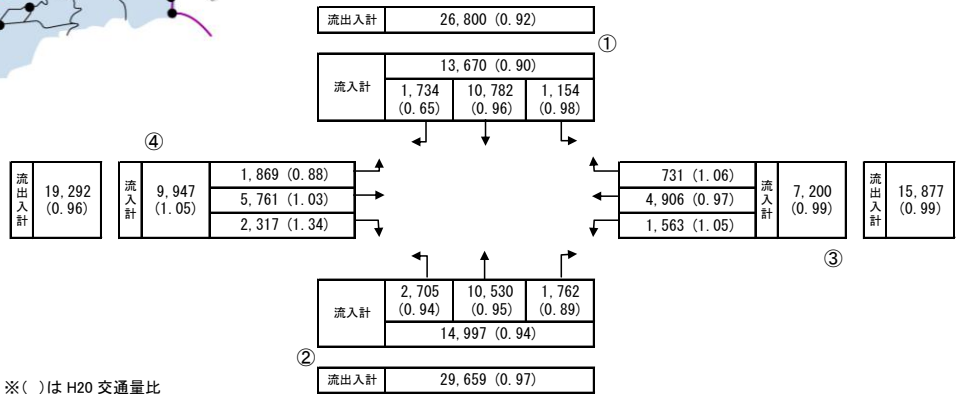 流出入計 26,800 (0.92)
①
流入計 13,670 (0.90)
1,734 10,782 1,154
(0.65) (0.96) (0.98)
④
流出入計 19,292 (0.96)
流入計 9,947 (1.05)
1,869 (0.88)
5,761 (1.03)
2,317 (1.34)
731 (1.06)
4,906 (0.97)
1,563 (1.05)
流入計 7,200 (0.99)
流出入計 15,877 (0.99)
③
流入計
2,705 10,530 1,762
(0.94) (0.95) (0.89)
14,997 (0.94)
②
流出入計 29,659 (0.97)
※( )は H20 交通量比